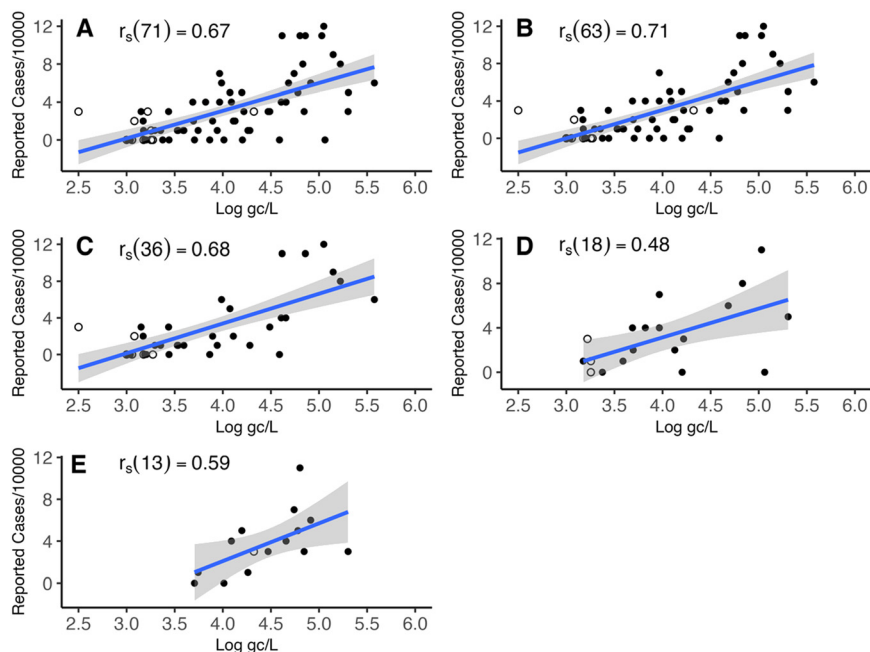 A rs(71) = 0.67
Reported Cases/10000
12
8
4
0
2.5 3.0 3.5 4.0 4.5 5.0 5.5 6.0
Log gc/L
B rs(63) = 0.71
Reported Cases/10000
12
8
4
0
2.5 3.0 3.5 4.0 4.5 5.0 5.5 6.0
Log gc/L
C rs(36) = 0.68
Reported Cases/10000
12
8
4
0
2.5 3.0 3.5 4.0 4.5 5.0 5.5 6.0
Log gc/L
D rs(18) = 0.48
Reported Cases/10000
12
8
4
0
2.5 3.0 3.5 4.0 4.5 5.0 5.5 6.0
Log gc/L
E rs(13) = 0.59
Reported Cases/10000
12
8
4
0
2.5 3.0 3.5 4.0 4.5 5.0 5.5 6.0
Log gc/L